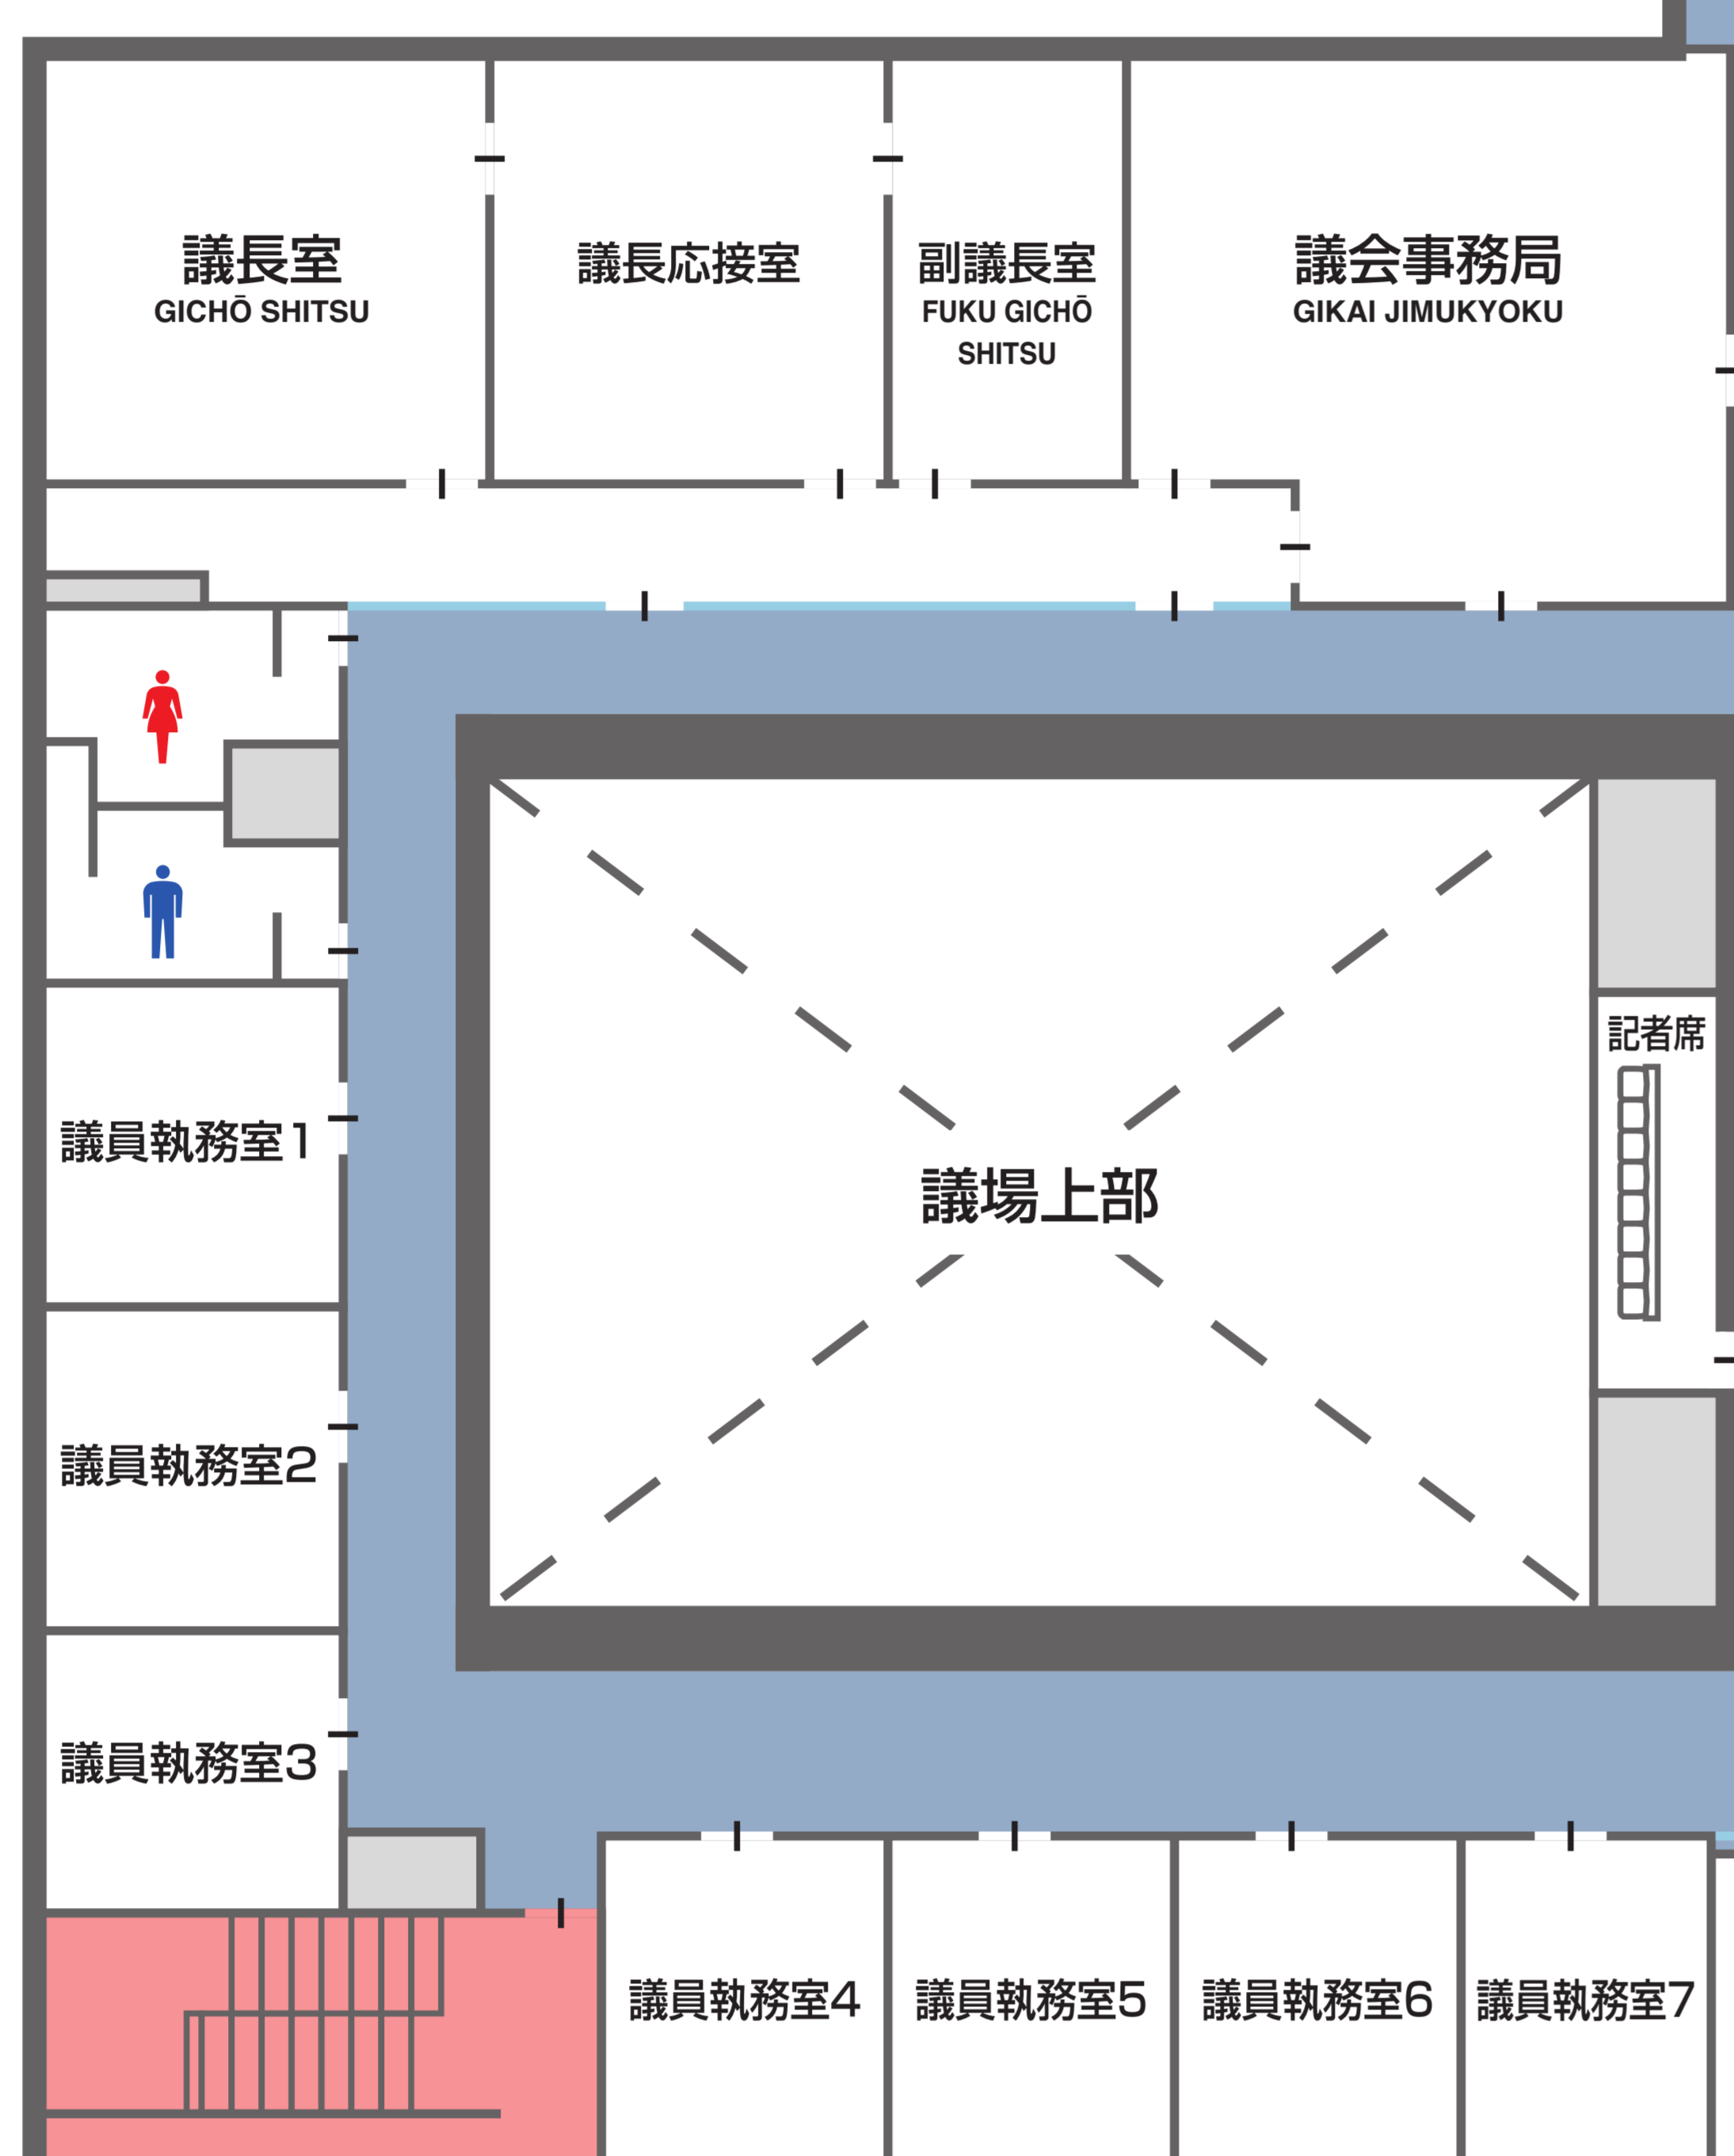 議長室
GICHŌ SHITSU
議長応接室
副議長室
FUKU GICHŌ
SHITSU
議会事務局
GIKAI JIMUKYOKU
記者席
議員執務室1
議場上部
議員執務室2
議員執務室3
議員執務室4
議員執務室5
議員執務室6
議員執務室7